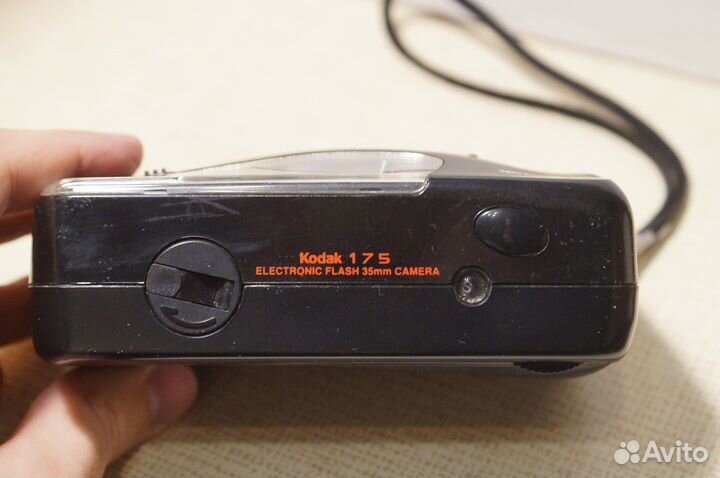 Kodak 175
ELECTRONIC FLASH 35mm CAMERA
S
Avito